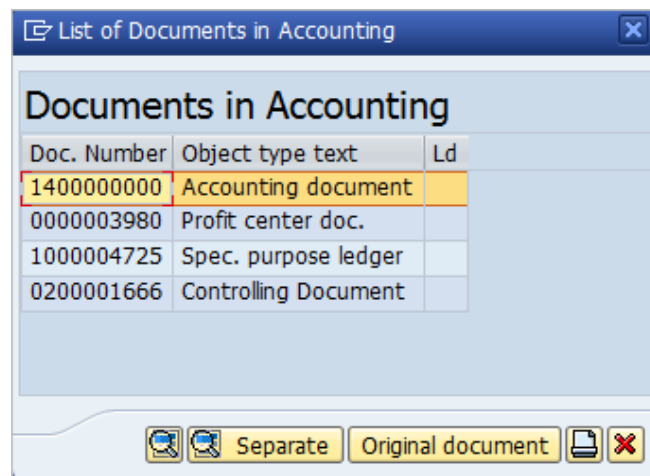 List of Documents in Accounting
Documents in Accounting
Doc. Number Object type text Ld
1400000000 Accounting document
0000003980 Profit center doc.
1000004725 Spec. purpose ledger
0200001666 Controlling Document
Separate Original document